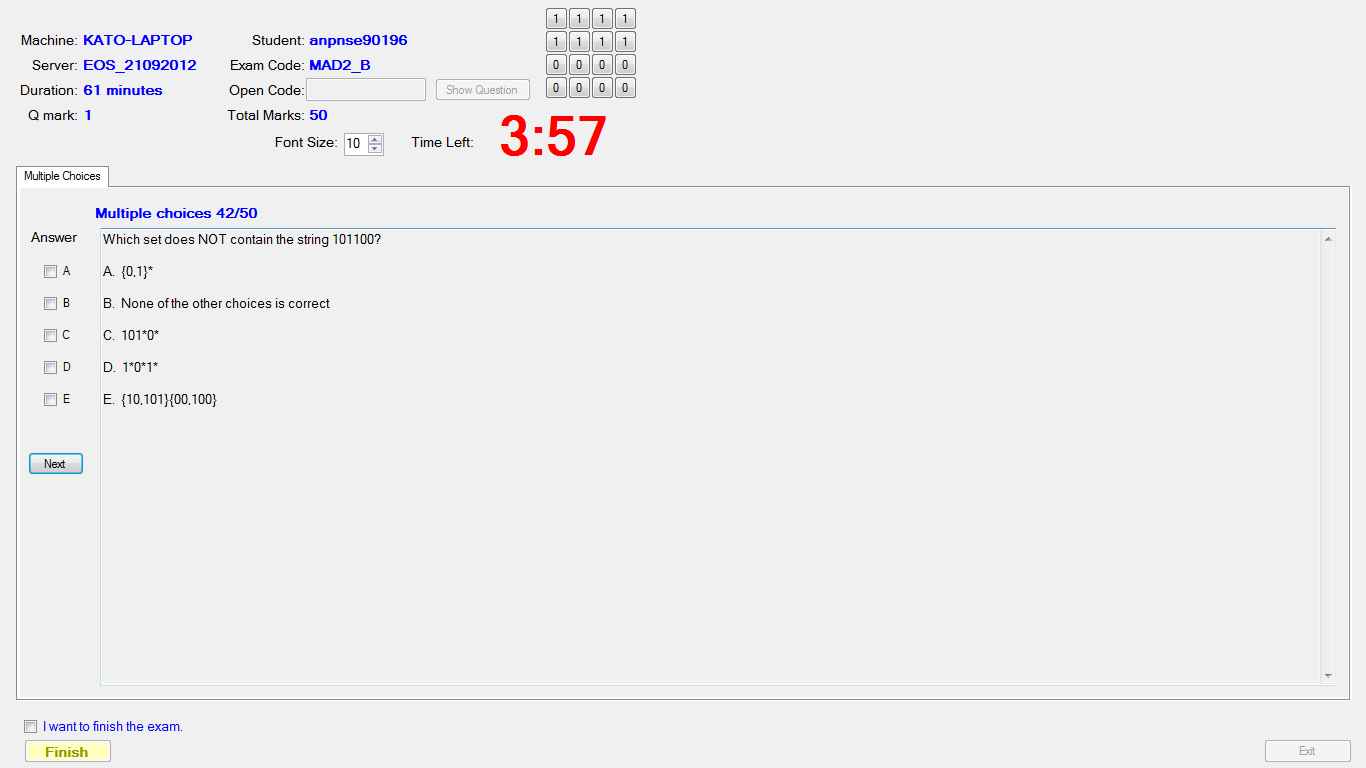 Machine: KATO-LAPTOP Student: anpnse90196
Server: EOS_21092012 Exam Code: MAD2_B
Duration: 61 minutes Open Code: Show Question
Q mark: 1 Total Marks: 50
1 1 1 1
1 1 1 1
0 0 0 0
0 0 0 0
Font Size: 10 Time Left: 3:57
Multiple Choices
Multiple choices 42/50
Answer
Which set does NOT contain the string 101100?
A A. {0,1}*
B B. None of the other choices is correct
C C. 101*0*
D D. 1*0*1*
E E. {10,101}{00,100}
Next
I want to finish the exam.
Finish
Exit